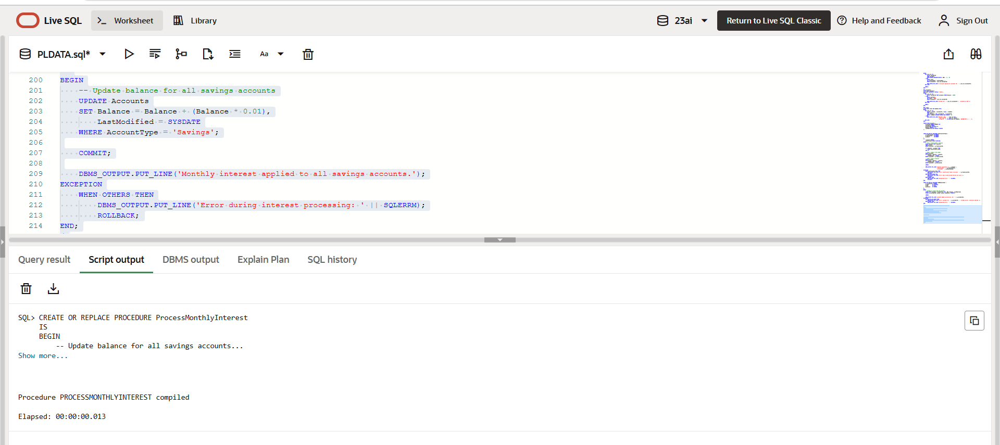 Live SQL
Worksheet
Library
23ai
Return to Live SQL Classic
Help and Feedback
Sign Out
PLDATA.sql*
Aa
200 BEGIN
201 -- Update balance for all savings accounts
202 UPDATE Accounts
203 SET Balance = Balance + (Balance * 0.01),
204 LastModified = SYSDATE
205 WHERE AccountType = 'Savings';
206
207 COMMIT;
208
209 DBMS_OUTPUT.PUT_LINE('Monthly interest applied to all savings accounts.');
210 EXCEPTION
211 WHEN OTHERS THEN
212 DBMS_OUTPUT.PUT_LINE('Error during interest processing: ' || SQLERRM);
213 ROLLBACK;
214 END;
Query result
Script output
DBMS output
Explain Plan
SQL history
SQL> CREATE OR REPLACE PROCEDURE ProcessMonthlyInterest
IS
BEGIN
-- Update balance for all savings accounts...
Show more...
Procedure PROCESSMONTHLYINTEREST compiled
Elapsed: 00:00:00.013